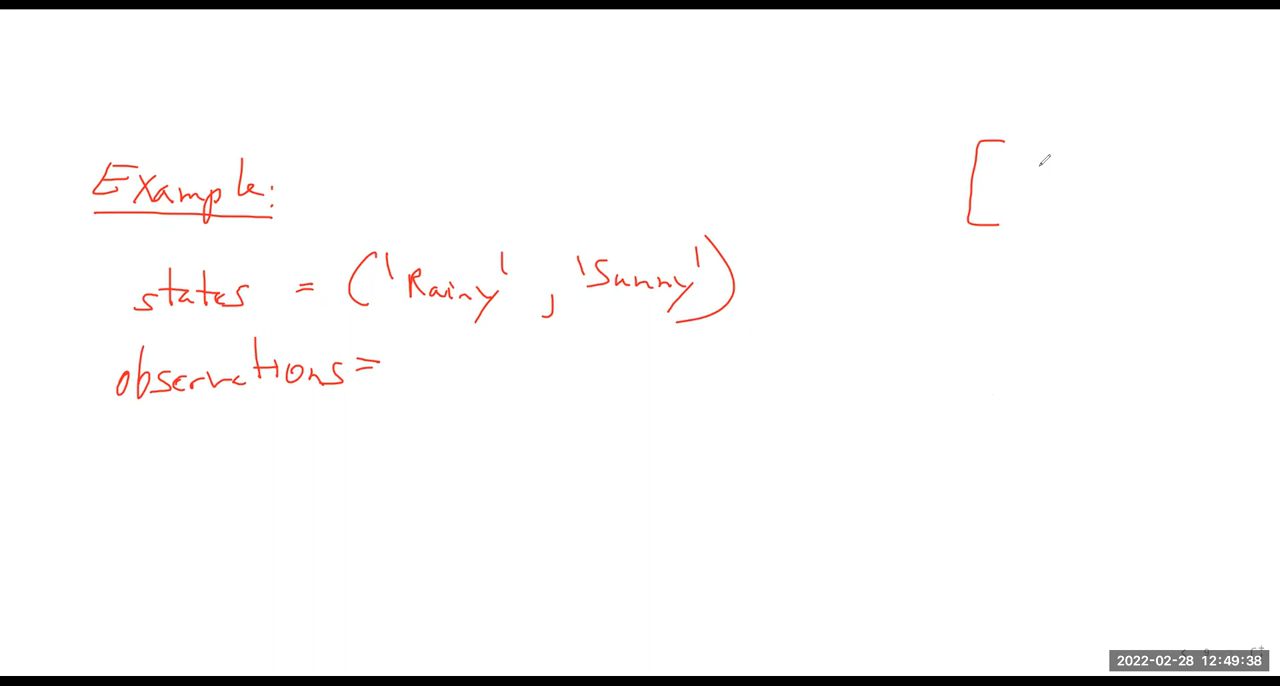 Example:
states = ('Rainy', 'Sunny')
observations =
[
2022-02-28 12:49:38